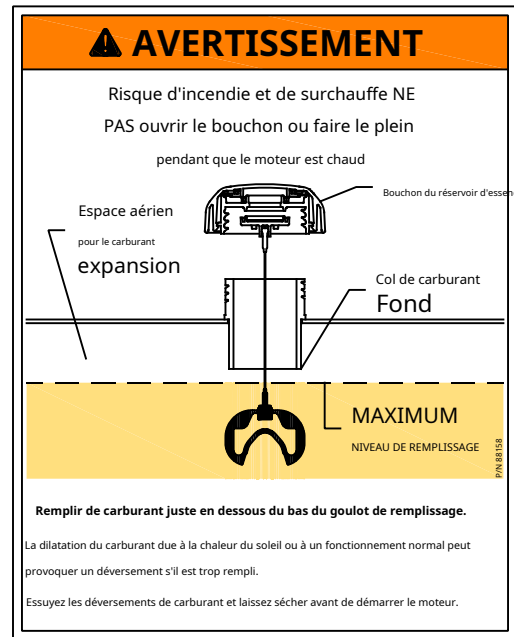 AVERTISSEMENT
Risque d'incendie et de surchauffe NE
PAS ouvrir le bouchon ou faire le plein
pendant que le moteur est chaud
Bouchon du réservoir d'essen
Espace aérien
pour le carburant
expansion
Col de carburant
Fond
MAXIMUM
NIVEAU DE REMPLISSAGE
P/N 88158
Remplir de carburant juste en dessous du bas du goulot de remplissage.
La dilatation du carburant due à la chaleur du soleil ou à un fonctionnement normal peut
provoquer un déversement s'il est trop rempli.
Essuyez les déversements de carburant et laissez sécher avant de démarrer le moteur.